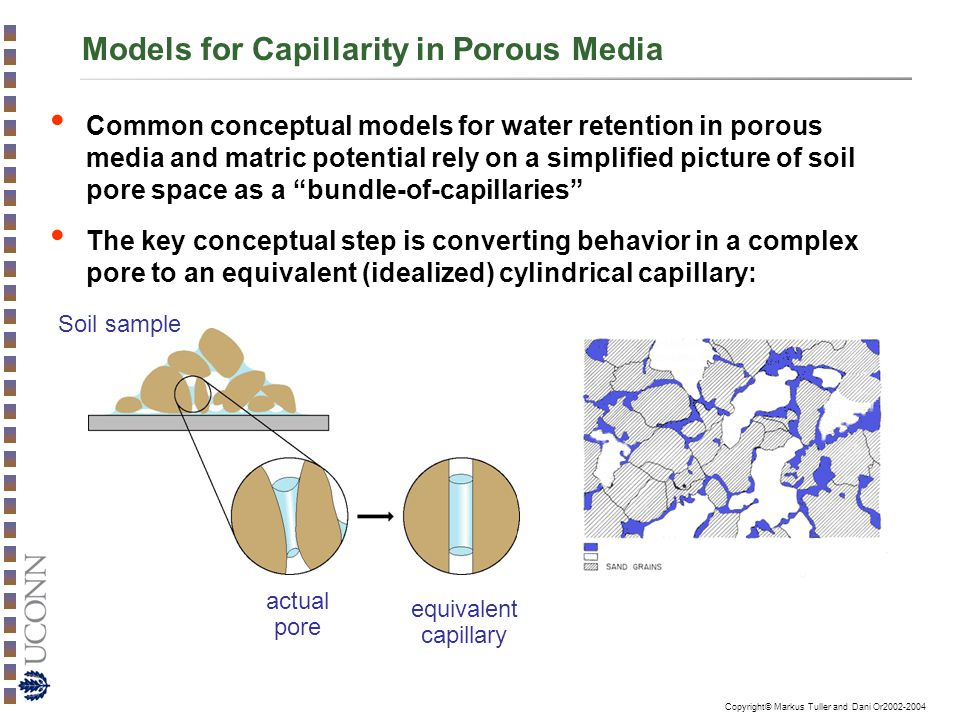 Models for Capillarity in Porous Media
• Common conceptual models for water retention in porous
media and matric potential rely on a simplified picture of soil
pore space as a “bundle-of-capillaries”
• The key conceptual step is converting behavior in a complex
pore to an equivalent (idealized) cylindrical capillary:
Soil sample
actual
pore
equivalent
capillary
SAND GRAINS
UCONN
Copyright© Markus Tuller and Dani Or2002-2004